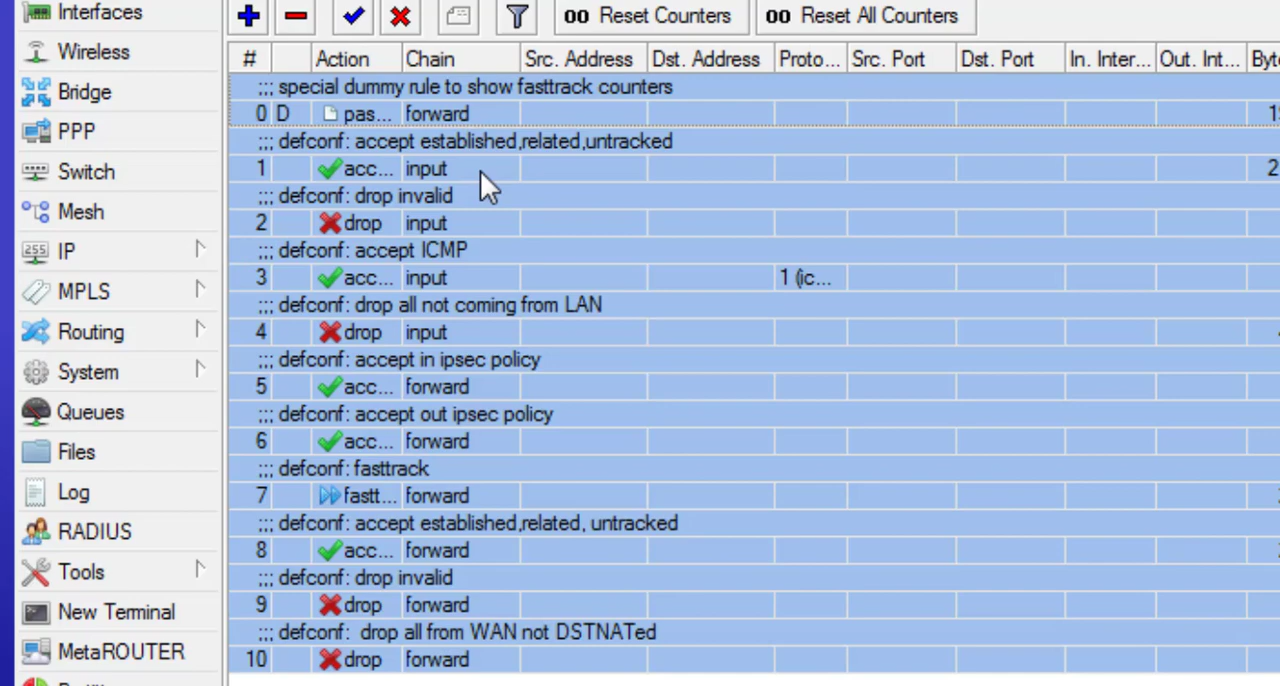 Interfaces
Wireless
Bridge
PPP
Switch
Mesh
255 IP
MPLS
Routing
System
Queues
Files
Log
RADIUS
Tools
New Terminal
MetaROUTER
00 Reset Counters 00 Reset All Counters
# Action Chain Src. Address Dst. Address Proto... Src. Port Dst. Port In. Inter... Out. Int... Byte
;;; special dummy rule to show fasttrack counters
0 D pas... forward
;;; defconf: accept established,related,untracked
1 acc... input 2
;;; defconf: drop invalid
2 drop input
;;; defconf: accept ICMP
3 acc... input 1 (ic...
;;; defconf: drop all not coming from LAN
4 drop input
;;; defconf: accept in ipsec policy
5 acc... forward
;;; defconf: accept out ipsec policy
6 acc... forward
;;; defconf: fasttrack
7 fastt... forward
;;; defconf: accept established,related, untracked
8 acc... forward
;;; defconf: drop invalid
9 drop forward
;;; defconf: drop all from WAN not DSTNATed
10 drop forward